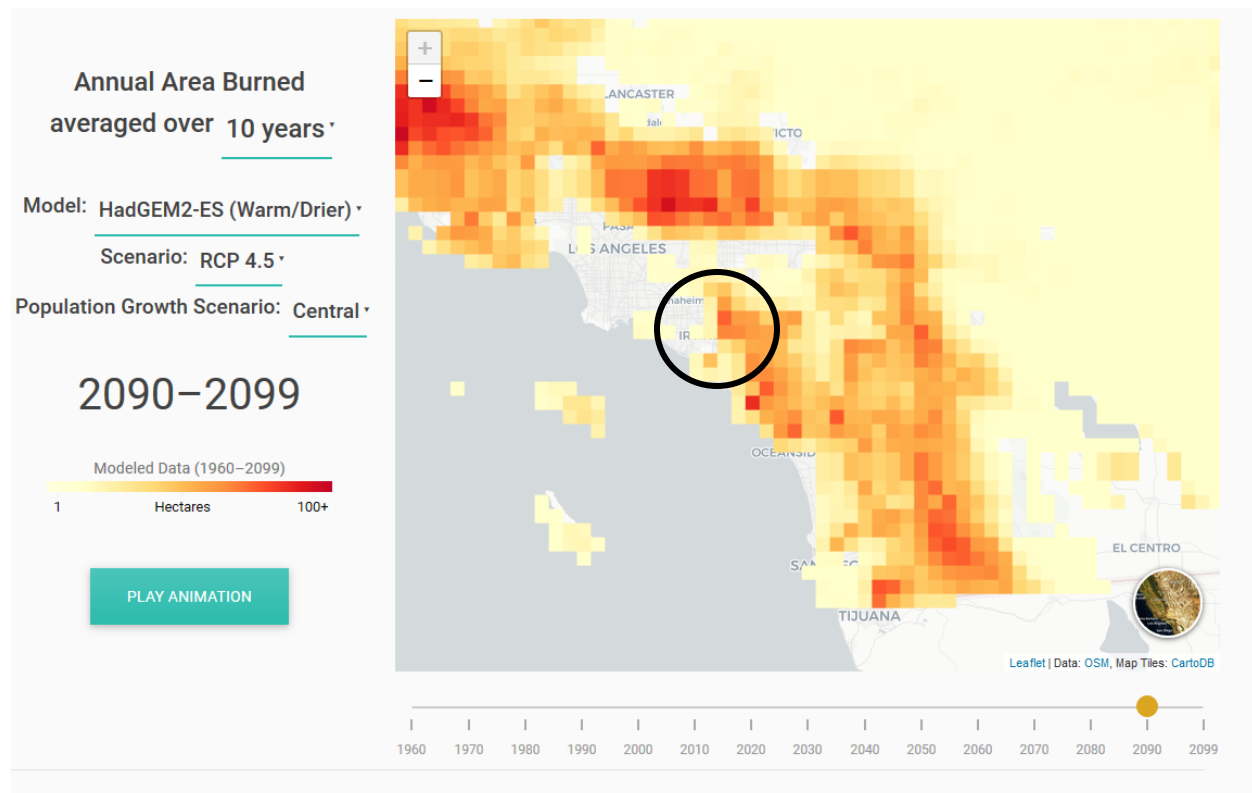 Annual Area Burned
averaged over 10 years
Model: HadGEM2-ES (Warm/Drier)
Scenario: RCP 4.5
Population Growth Scenario: Central
2090–2099
Modeled Data (1960–2099)
1 Hectares 100+
PLAY ANIMATION
+
−
LANCASTER
LOS ANGELES
OCEANSID
EL CENTRO
TIJUANA
Leaflet | Data: OSM, Map Tiles: CartoDB
1960 1970 1980 1990 2000 2010 2020 2030 2040 2050 2060 2070 2080 2090 2099